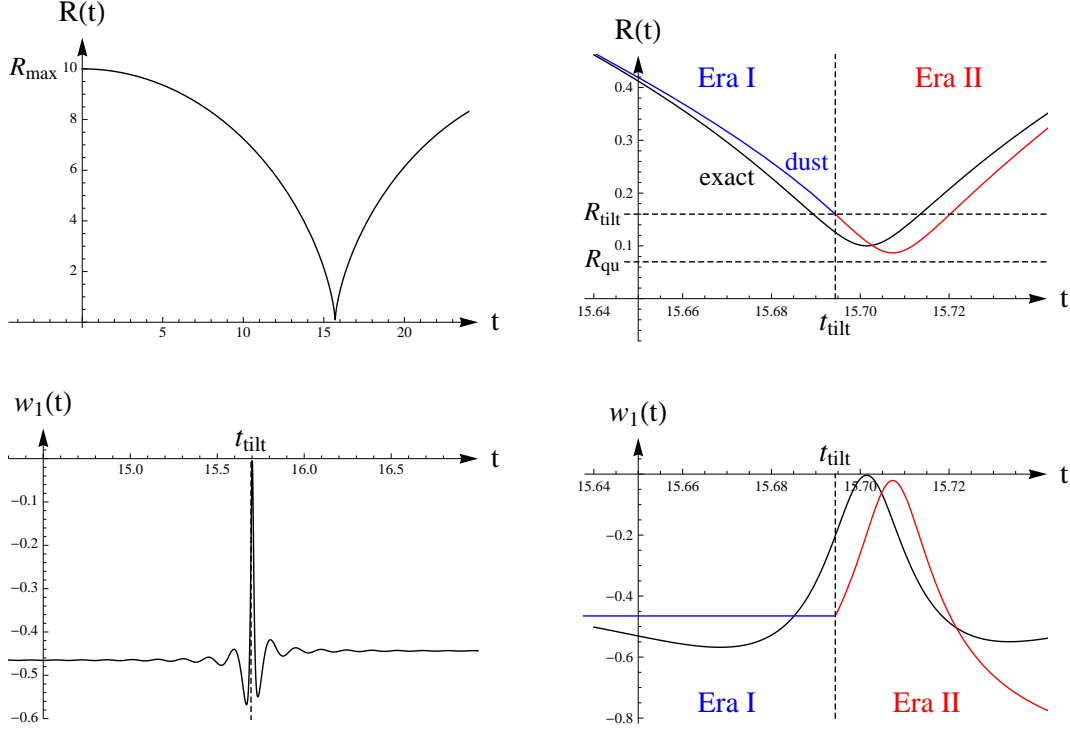 R(t)
R_max
10
8
6
4
2
5
10
15
20
t
R(t)
Era I
Era II
0.4
0.3
0.2
0.1
dust
exact
R_tilt
R_qu
15.64
15.66
15.68
15.70
15.72
t
t_tilt
w_1(t)
t_tilt
15.0
15.5
16.0
16.5
t
−0.1
−0.2
−0.3
−0.4
−0.5
−0.6
w_1(t)
t_tilt
15.64
15.66
15.68
15.70
15.72
t
−0.2
−0.4
−0.6
−0.8
Era I
Era II